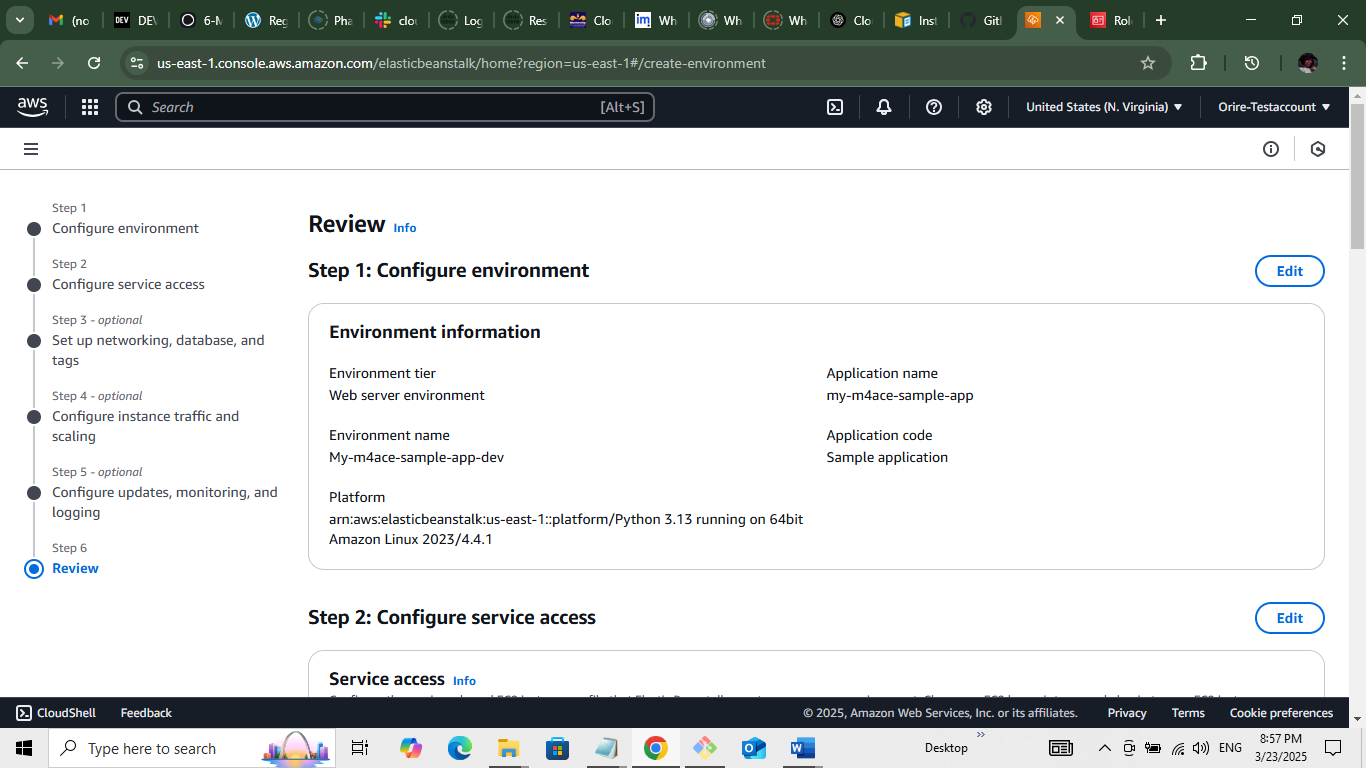 (no
DE
6-M
Reg
Pha
clou
Log
Res
Clo
im
Wh
Wh
Wh
Clo
Inst
Gitl
Rol
us-east-1.console.aws.amazon.com/elasticbeanstalk/home?region=us-east-1#/create-environment
aws
Search
[Alt+S]
United States (N. Virginia)
Orire-Testaccount
Step 1
Configure environment
Step 2
Configure service access
Step 3 - optional
Set up networking, database, and
tags
Step 4 - optional
Configure instance traffic and
scaling
Step 5 - optional
Configure updates, monitoring, and
logging
Step 6
Review
Review Info
Step 1: Configure environment
Edit
Environment information
Environment tier
Web server environment
Application name
my-m4ace-sample-app
Environment name
My-m4ace-sample-app-dev
Application code
Sample application
Platform
arn:aws:elasticbeanstalk:us-east-1::platform/Python 3.13 running on 64bit
Amazon Linux 2023/4.4.1
Step 2: Configure service access
Edit
Service access Info
CloudShell
Feedback
© 2025, Amazon Web Services, Inc. or its affiliates.
Privacy
Terms
Cookie preferences
Type here to search
Desktop
ENG
8:57 PM
3/23/2025